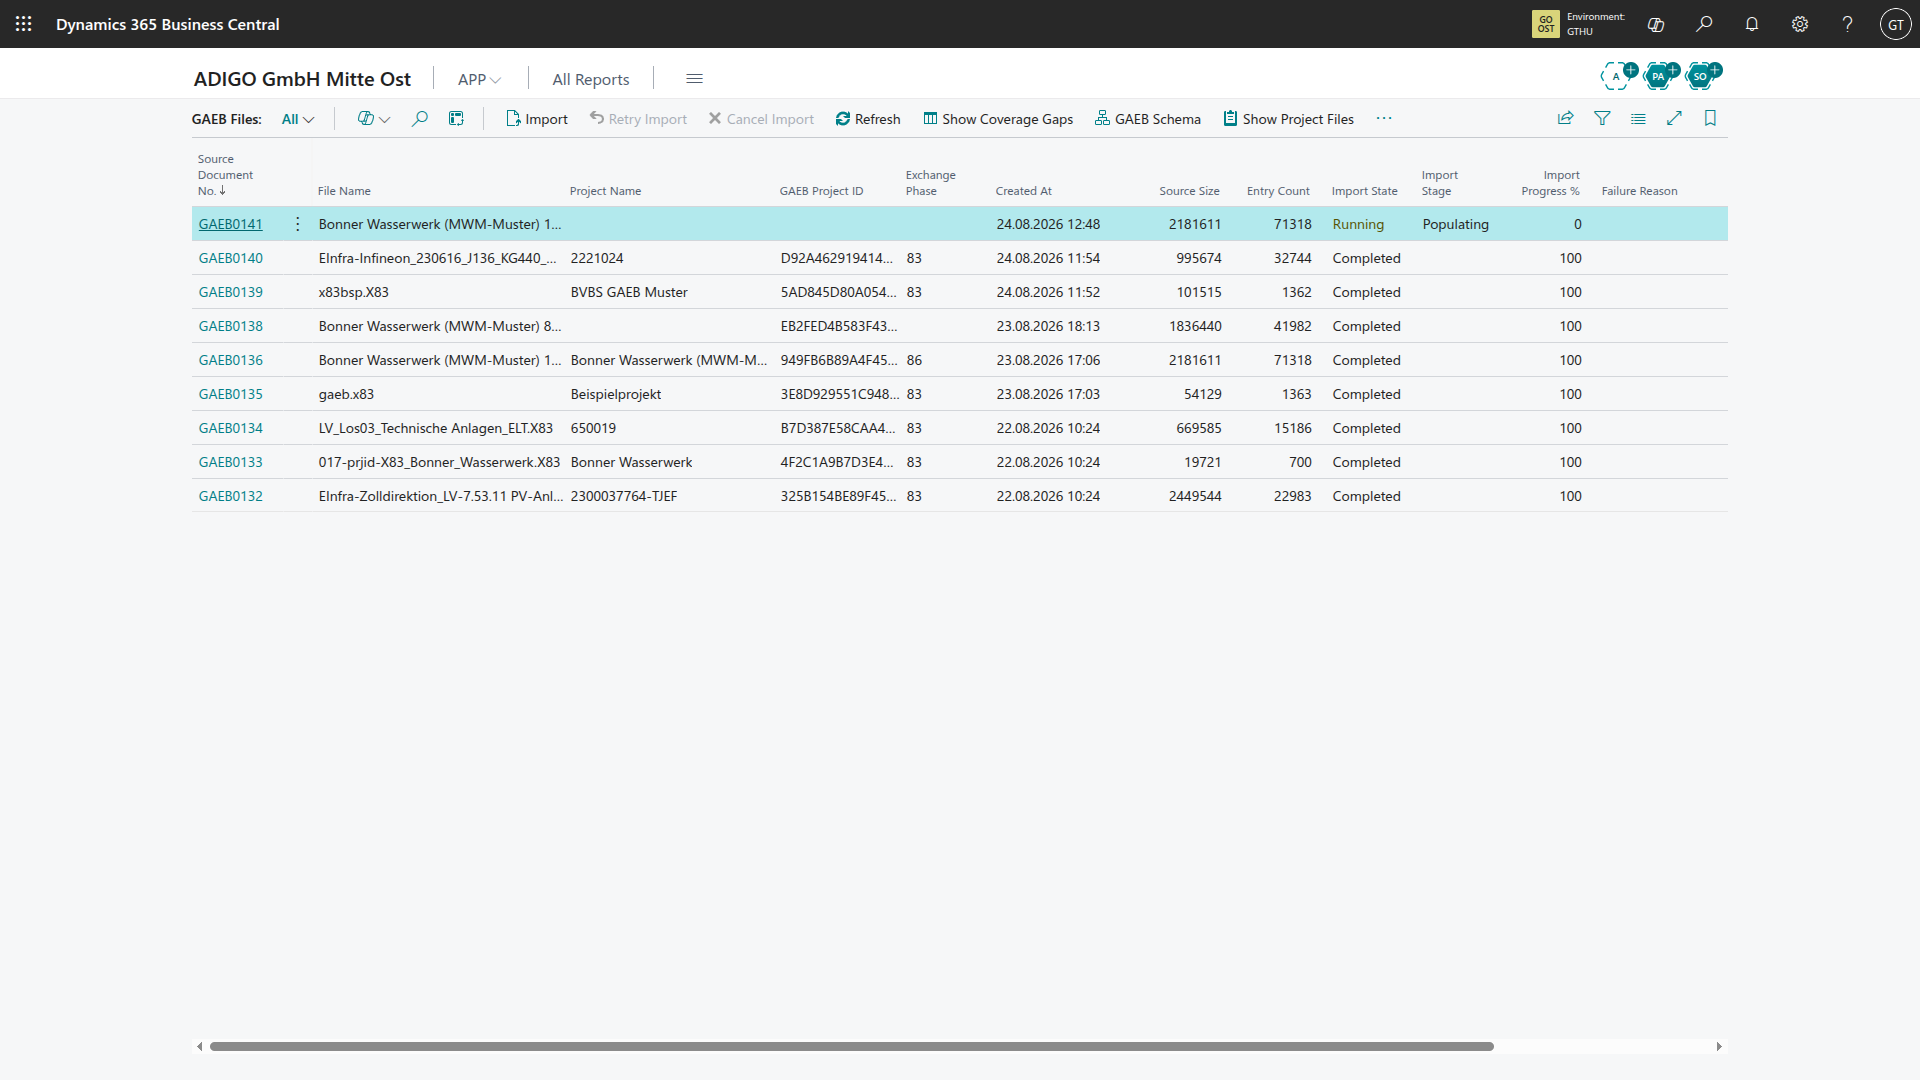 Dynamics 365 Business Central
GO OST
Environment: GTHU
GT
ADIGO GmbH Mitte Ost
APP
All Reports
A
PA
SO
GAEB Files:
All
Import
Retry Import
Cancel Import
Refresh
Show Coverage Gaps
GAEB Schema
Show Project Files
Source Document No. ↓
File Name
Project Name
GAEB Project ID
Exchange Phase
Created At
Source Size
Entry Count
Import State
Import Stage
Import Progress %
Failure Reason
GAEB0141 Bonner Wasserwerk (MWM-Muster) 1... 24.08.2026 12:48 2181611 71318 Running Populating 0
GAEB0140 EInfra-Infineon_230616_J136_KG440_... 2221024 D92A462919414... 83 24.08.2026 11:54 995674 32744 Completed 100
GAEB0139 x83bsp.X83 BVBS GAEB Muster 5AD845D80A054... 83 24.08.2026 11:52 101515 1362 Completed 100
GAEB0138 Bonner Wasserwerk (MWM-Muster) 8... EB2FED4B583F43... 23.08.2026 18:13 1836440 41982 Completed 100
GAEB0136 Bonner Wasserwerk (MWM-Muster) 1... Bonner Wasserwerk (MWM-M... 949FB6B89A4F45... 86 23.08.2026 17:06 2181611 71318 Completed 100
GAEB0135 gaeb.x83 Beispielprojekt 3E8D929551C948... 83 23.08.2026 17:03 54129 1363 Completed 100
GAEB0134 LV_Los03_Technische Anlagen_ELT.X83 650019 B7D387E58CAA4... 83 22.08.2026 10:24 669585 15186 Completed 100
GAEB0133 017-prjid-X83_Bonner_Wasserwerk.X83 Bonner Wasserwerk 4F2C1A9B7D3E4... 83 22.08.2026 10:24 19721 700 Completed 100
GAEB0132 EInfra-Zolldirektion_LV-7.53.11 PV-Anl... 2300037764-TJEF 325B154BE89F45... 83 22.08.2026 10:24 2449544 22983 Completed 100